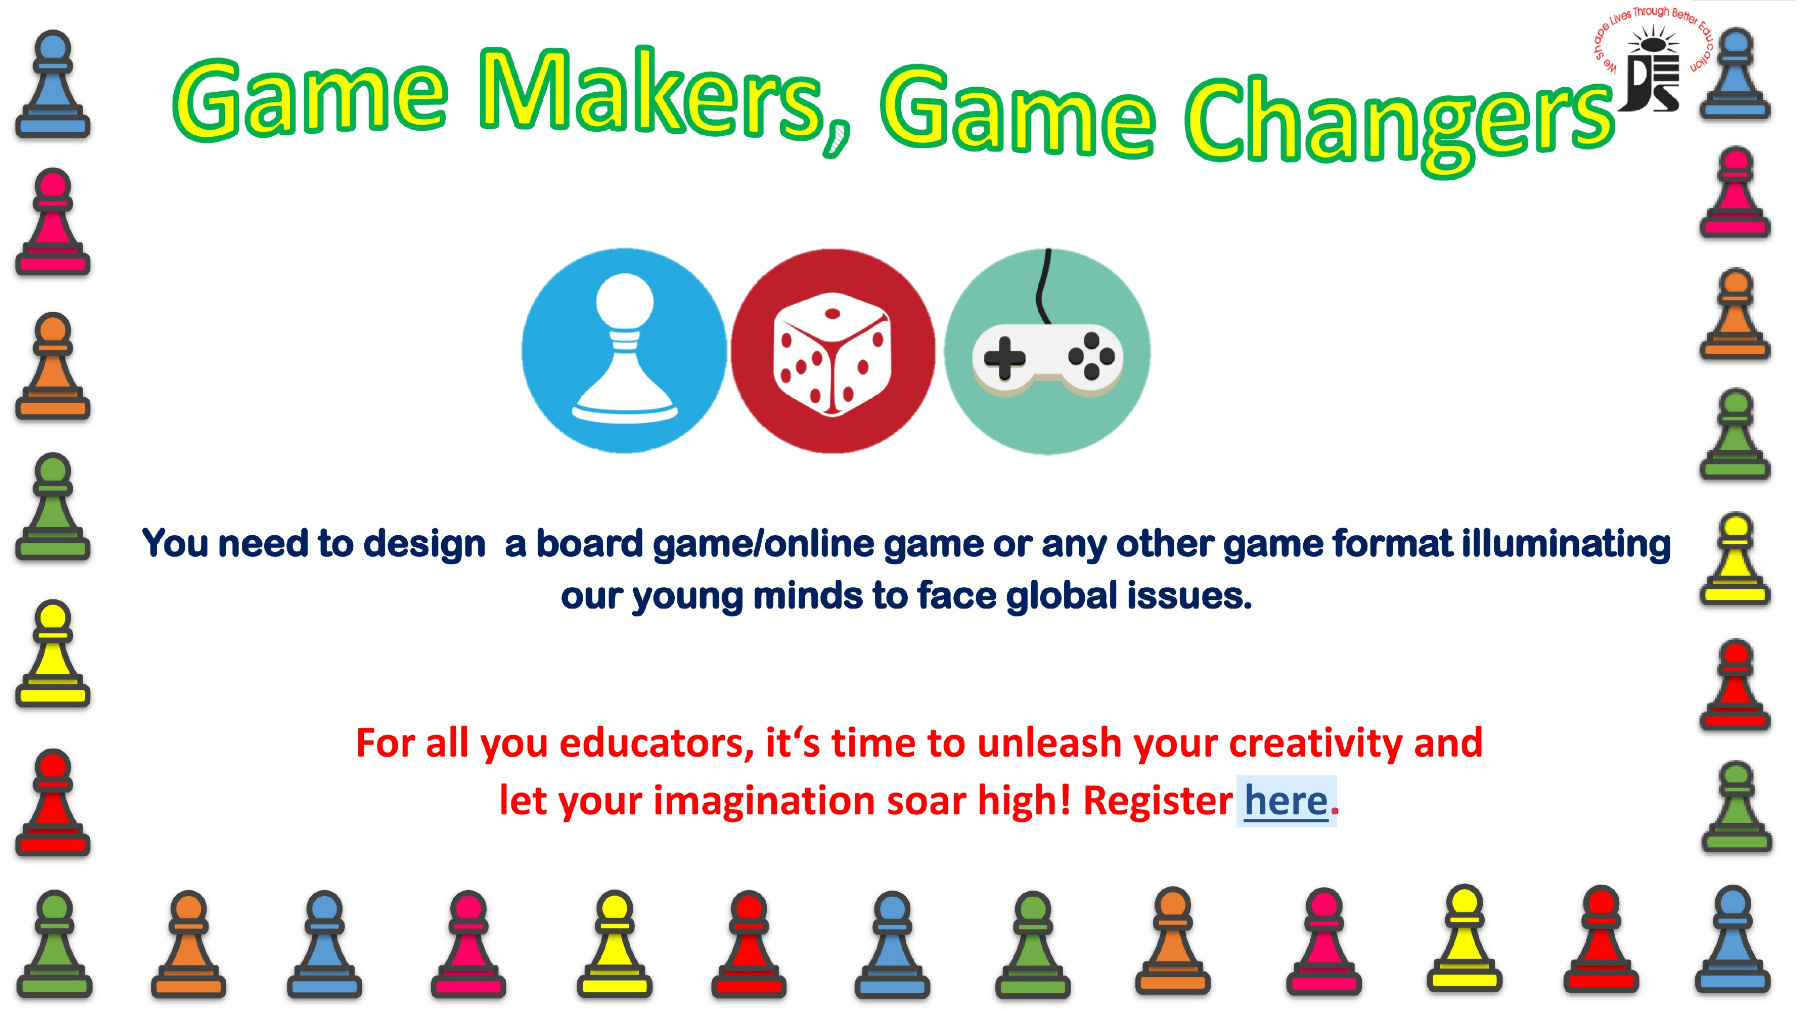 We Shape Lives Through Better Education
Game Makers, Game Changers
You need to design  a board game/online game or any other game format illuminating
our young minds to face global issues.
For all you educators, it‘s time to unleash your creativity and
let your imagination soar high! Register here.